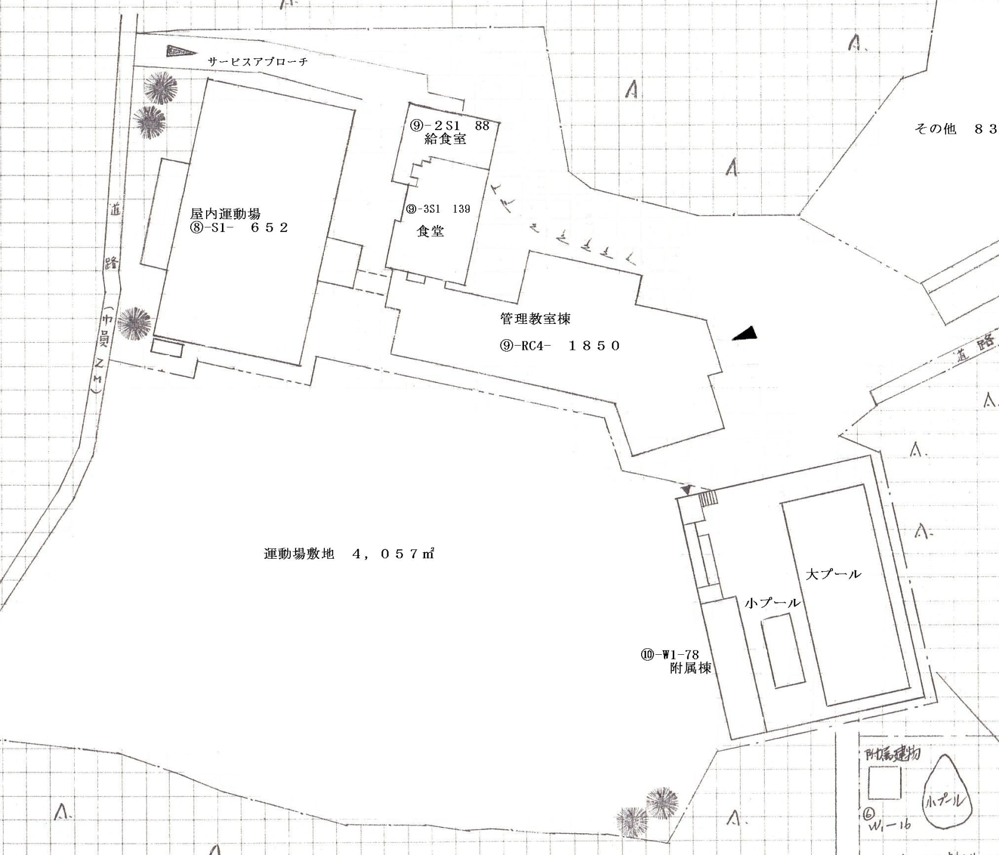 サービスアプローチ
⑨-2S1 88
給食室
その他 83
道路(巾員2M)
屋内運動場
⑧-S1- 652
⑨-3S1 139
食堂
管理教室棟
⑨-RC4- 1850
道路
運動場敷地 4,057㎡
大プール
小プール
⑩-W1-78
附属棟
附属建物
小プール
⑥
W1-16